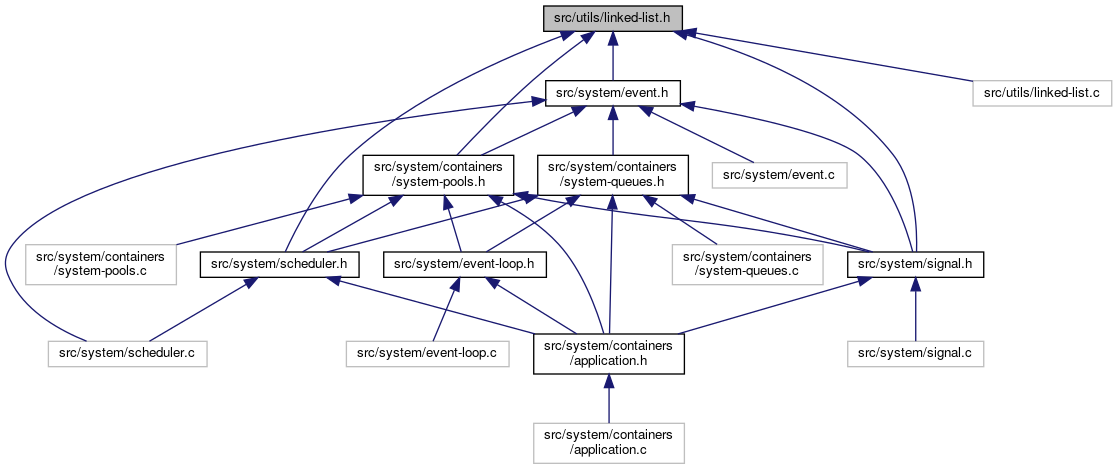 src/utils/linked-list.h
src/system/event.h
src/utils/linked-list.c
src/system/containers
/system-pools.h
src/system/containers
/system-queues.h
src/system/event.c
src/system/containers
/system-pools.c
src/system/scheduler.h
src/system/event-loop.h
src/system/containers
/system-queues.c
src/system/signal.h
src/system/scheduler.c
src/system/event-loop.c
src/system/containers
/application.h
src/system/signal.c
src/system/containers
/application.c